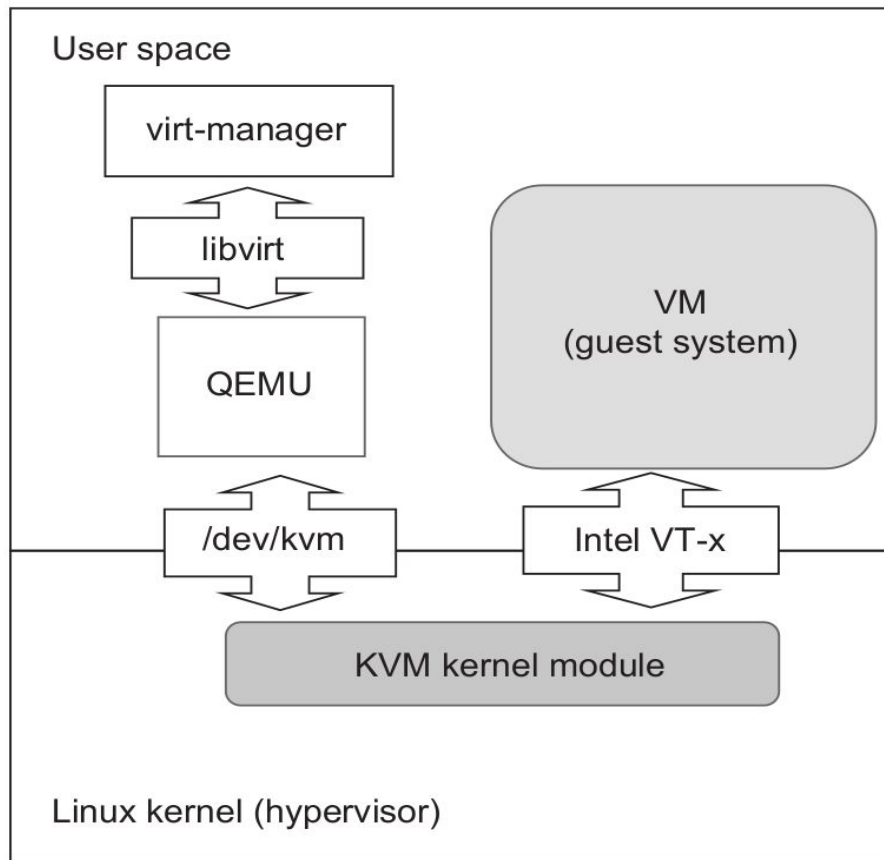 User space
virt-manager
libvirt
QEMU
VM
(guest system)
/dev/kvm
Intel VT-x
KVM kernel module
Linux kernel (hypervisor)